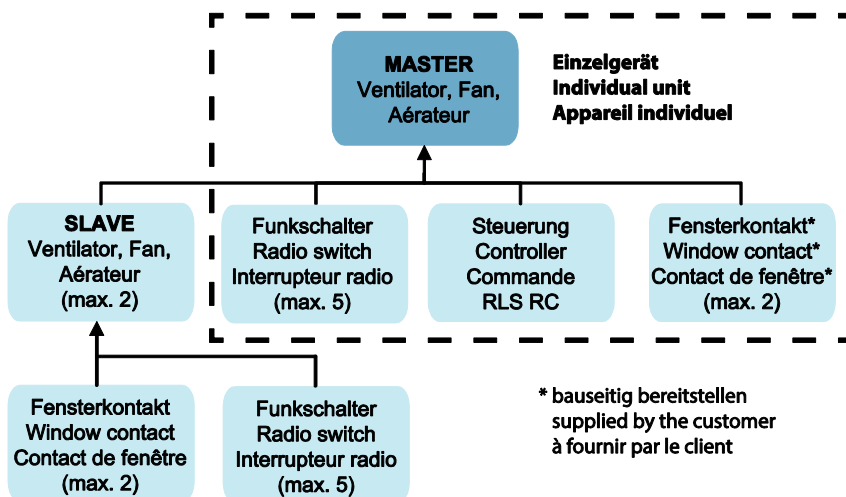 MASTER
Ventilator, Fan,
Aérateur
Einzelgerät
Individual unit
Appareil individuel
SLAVE
Ventilator, Fan,
Aérateur
(max. 2)
Funkschalter
Radio switch
Interrupteur radio
(max. 5)
Steuerung
Controller
Commande
RLS RC
Fensterkontakt*
Window contact*
Contact de fenêtre*
(max. 2)
Fensterkontakt
Window contact
Contact de fenêtre
(max. 2)
Funkschalter
Radio switch
Interrupteur radio
(max. 5)
* bauseitig bereitstellen
supplied by the customer
à fournir par le client